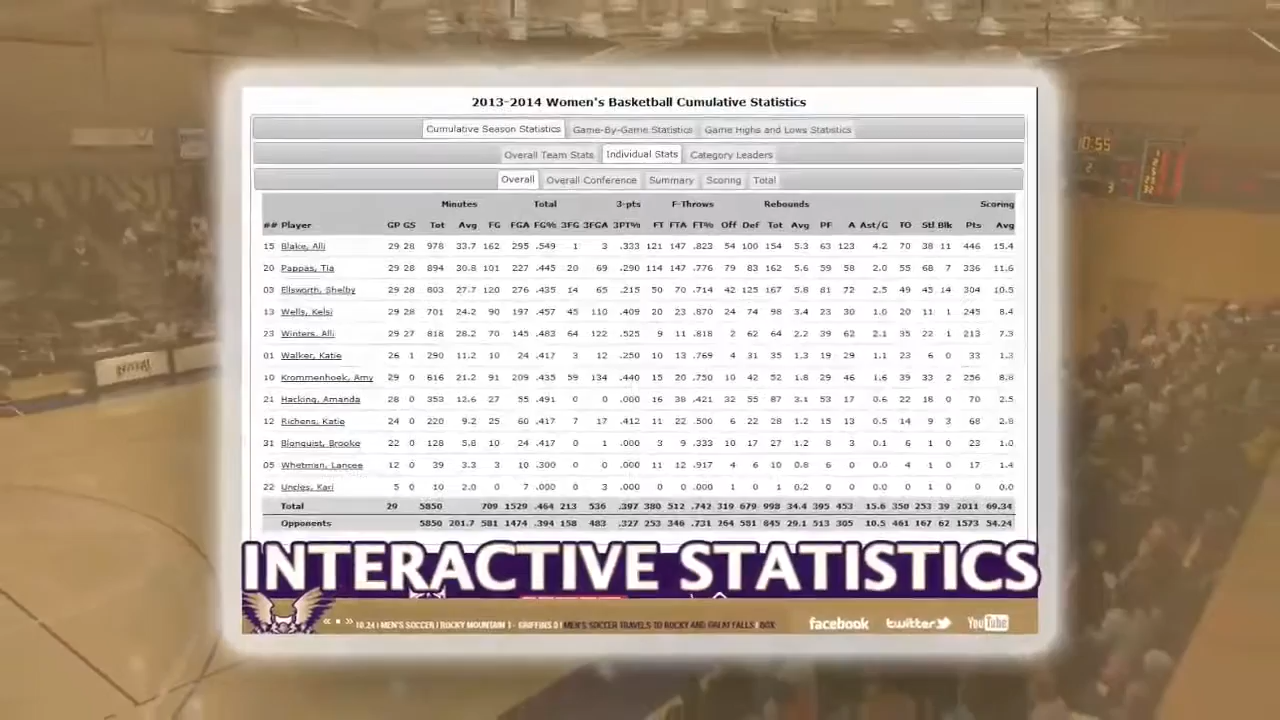 2013-2014 Women's Basketball Cumulative Statistics
Cumulative Season Statistics Game-By-Game Statistics Game Highs and Lows Statistics
Overall Team Stats Individual Stats Category Leaders
Overall Overall Conference Summary Scoring Total
Minutes Total 3-pts F-Throws Rebounds Scoring
## Player GP GS Tot Avg FG FGA FG% 3FG 3FGA 3PT% FT FTA FT% Off Def Tot Avg PF A Ast/G TO Stl Blk Pts Avg
15 Blake, Alli 29 28 978 33.7 162 295 .549 1 3 .333 121 147 .823 54 100 154 5.3 63 123 4.2 70 38 11 446 15.4
20 Pappas, Tia 29 28 894 30.8 101 227 .445 20 69 .290 114 147 .776 79 83 162 5.6 59 58 2.0 55 68 7 336 11.6
03 Ellsworth, Shelby 29 28 803 27.7 120 276 .435 14 65 .215 50 70 .714 42 125 167 5.8 81 72 2.5 49 45 14 304 10.5
13 Wells, Kelsi 29 28 701 24.2 90 197 .457 45 110 .409 20 23 .870 24 74 98 3.4 23 30 1.0 20 11 1 245 8.4
23 Winters, Alli 29 27 818 28.2 70 145 .483 64 122 .525 9 11 .818 2 62 64 2.2 39 62 2.1 35 22 1 213 7.3
01 Walker, Katie 26 1 290 11.2 10 24 .417 3 12 .250 10 13 .769 4 31 35 1.3 19 29 1.1 23 6 0 33 1.3
10 Krommenhoek, Amy 29 0 616 21.2 91 209 .435 59 134 .440 15 20 .750 10 42 52 1.8 29 46 1.6 39 33 2 256 8.8
21 Hacking, Amanda 28 0 353 12.6 27 55 .491 0 0 .000 16 38 .421 32 55 87 3.1 53 17 0.6 22 18 0 70 2.5
12 Richens, Katie 24 0 220 9.2 25 60 .417 7 17 .412 11 22 .500 6 22 28 1.2 15 13 0.5 14 9 3 68 2.8
31 Blonquist, Brooke 22 0 128 5.8 10 24 .417 0 1 .000 3 9 .333 10 17 27 1.2 8 3 0.1 6 1 0 23 1.0
05 Whetman, Lancee 12 0 39 3.3 3 10 .300 0 0 .000 11 12 .917 4 6 10 0.8 6 0 0.0 4 1 0 17 1.4
22 Uncles, Kari 5 0 10 2.0 0 7 .000 0 3 .000 0 0 .000 1 0 1 0.2 0 0 0.0 0 1 0 0 0.0
Total 29 5850 709 1529 .464 213 536 .397 380 512 .742 319 679 998 34.4 395 453 15.6 350 253 39 2011 69.34
Opponents 5850 201.7 581 1474 .394 158 483 .327 253 346 .731 264 581 845 29.1 513 305 10.5 461 167 62 1573 54.24
INTERACTIVE STATISTICS
« ■ » 10.24 | MEN'S SOCCER | ROCKY MOUNTAIN 1 - GRIFFINS 0 | MEN'S SOCCER TRAVELS TO ROCKY AND GREAT FALLS BOX
facebook twitter YouTube